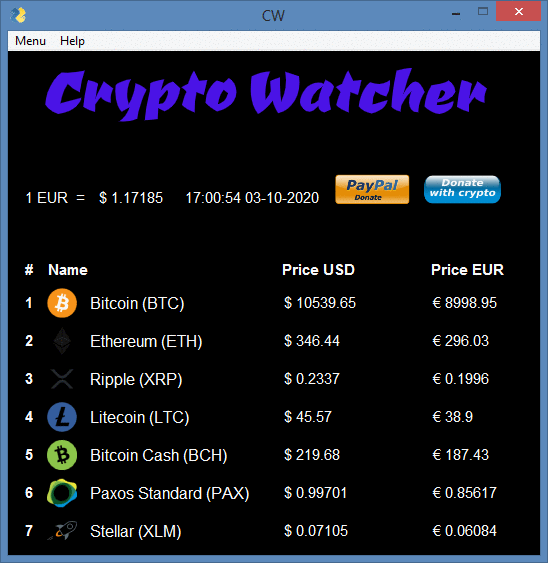 CW
Menu Help
Crypto Watcher
1 EUR = $ 1.17185 17:00:54 03-10-2020 PayPal Donate Donate with crypto
# Name Price USD Price EUR
1 Bitcoin (BTC) $ 10539.65 € 8998.95
2 Ethereum (ETH) $ 346.44 € 296.03
3 Ripple (XRP) $ 0.2337 € 0.1996
4 Litecoin (LTC) $ 45.57 € 38.9
5 Bitcoin Cash (BCH) $ 219.68 € 187.43
6 Paxos Standard (PAX) $ 0.99701 € 0.85617
7 Stellar (XLM) $ 0.07105 € 0.06084